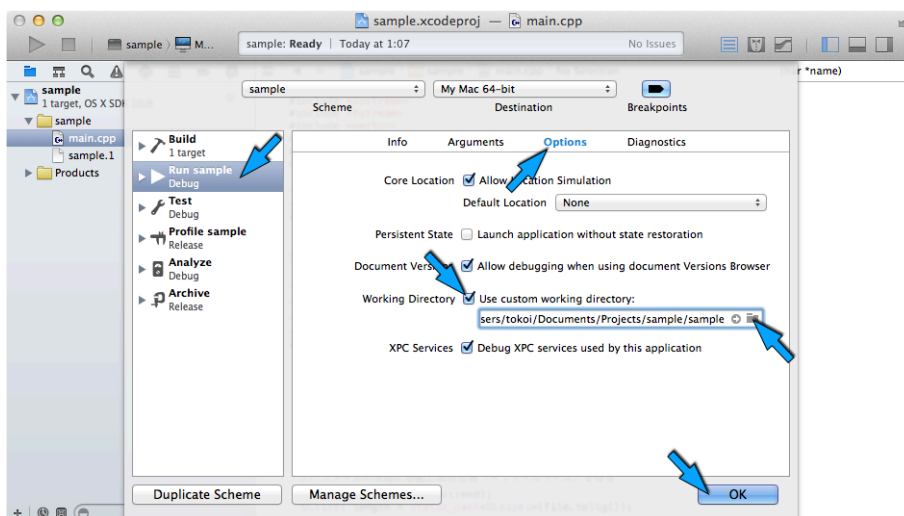 sample.xcodeproj — main.cpp
sample M...
sample: Ready | Today at 1:07
No Issues
sample
1 target, OS X SD
sample
main.cpp
sample.1
Products
r *name)
sample
My Mac 64-bit
Scheme
Destination
Breakpoints
Build
1 target
Run sample
Debug
Test
Debug
Profile sample
Release
Analyze
Debug
Archive
Release
Info
Arguments
Options
Diagnostics
Core Location Allow Location Simulation
Default Location None
Persistent State Launch application without state restoration
Document Versions Allow debugging when using document Versions Browser
Working Directory Use custom working directory:
sers/tokoi/Documents/Projects/sample/sample
XPC Services Debug XPC services used by this application
Duplicate Scheme
Manage Schemes...
OK